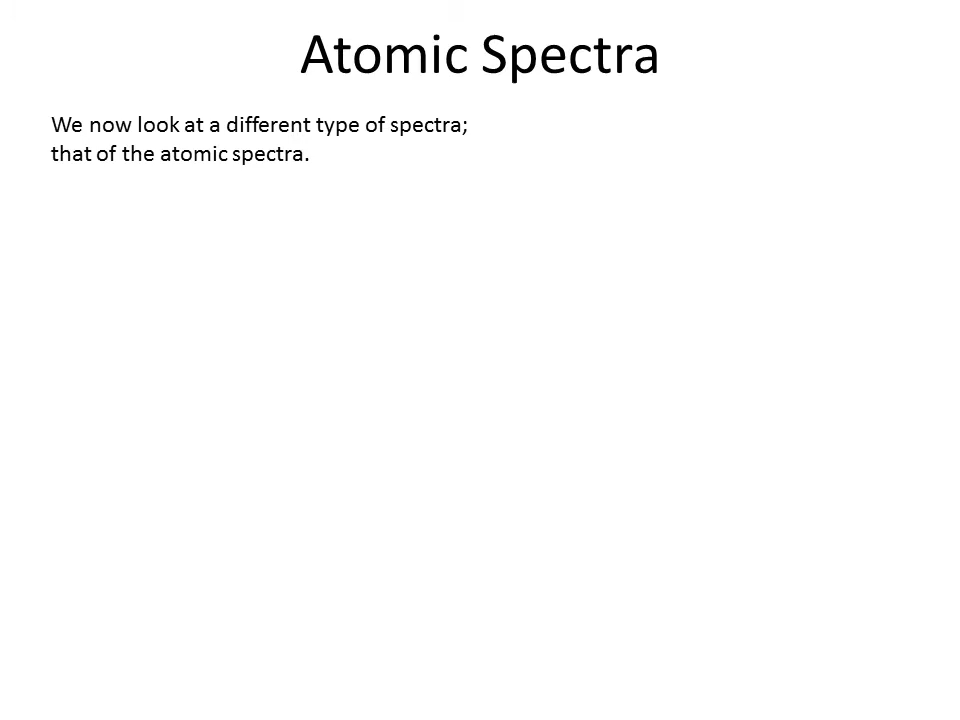 Atomic Spectra
We now look at a different type of spectra;
that of the atomic spectra.